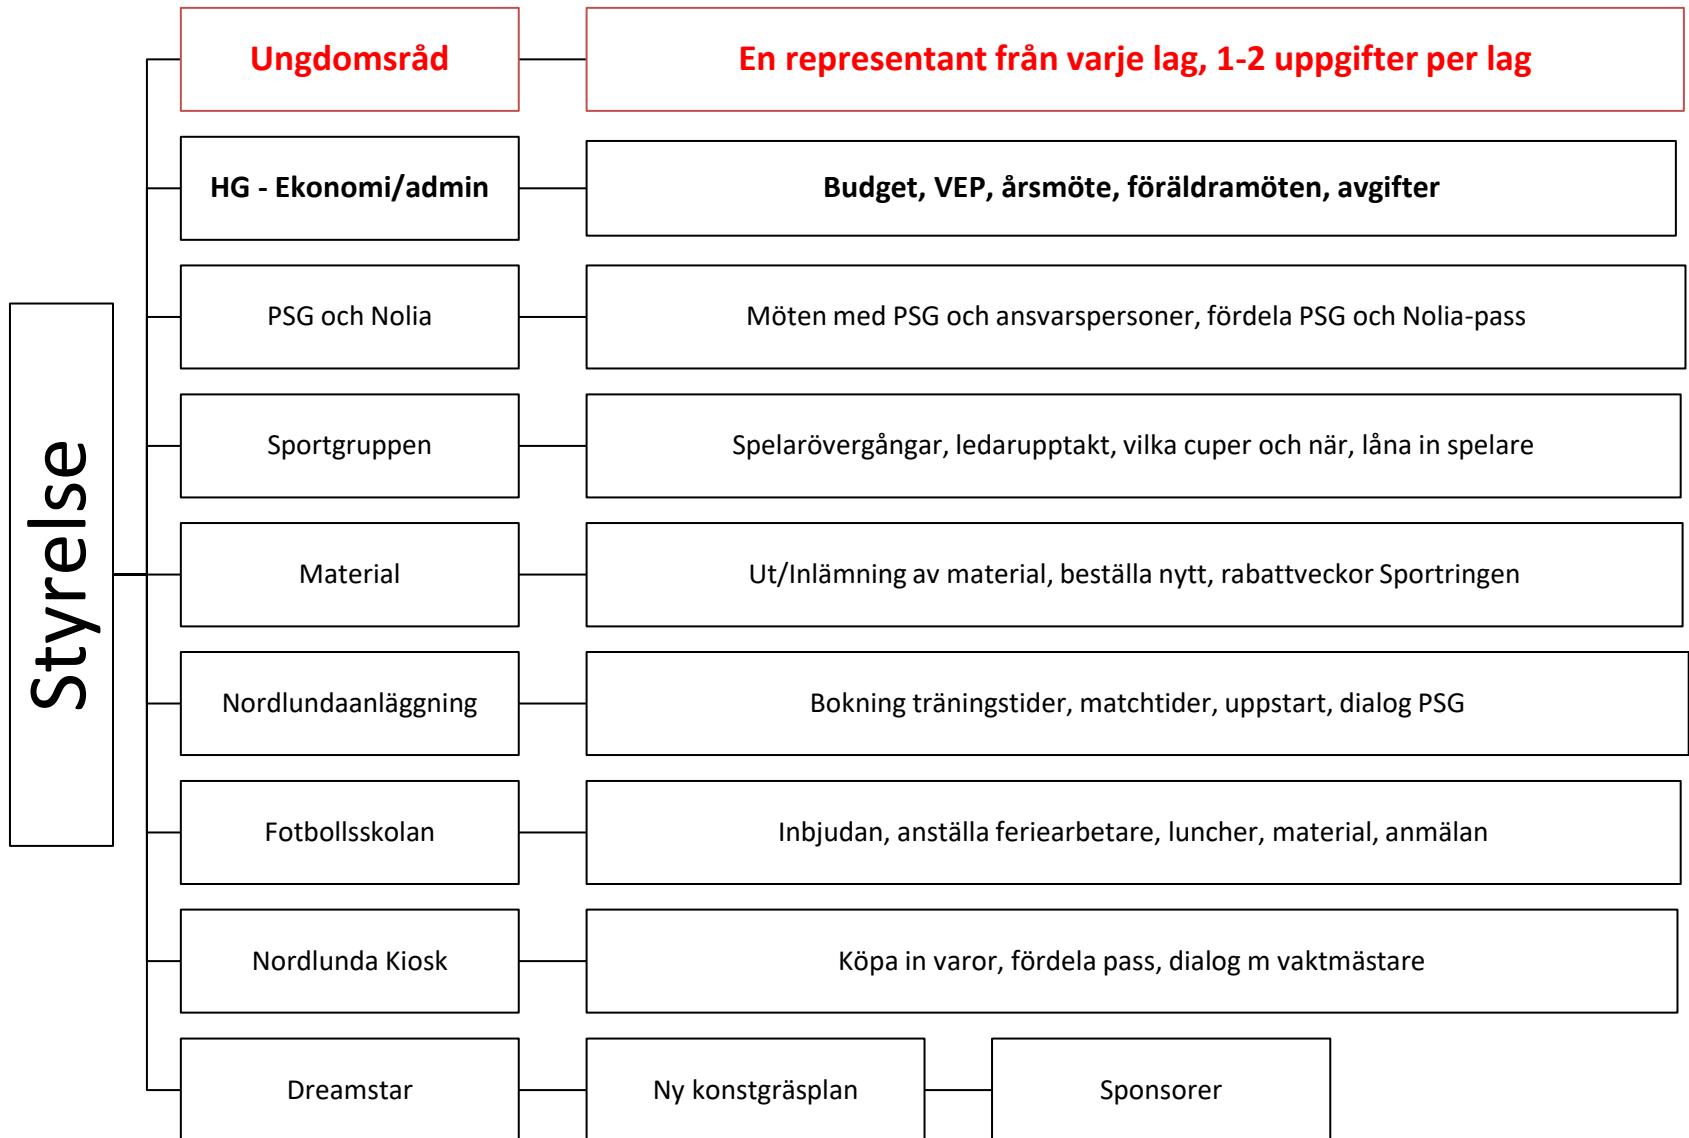 Styrelse
Ungdomsråd
En representant från varje lag, 1-2 uppgifter per lag
HG - Ekonomi/admin
Budget, VEP, årsmöte, föräldramöten, avgifter
PSG och Nolia
Möten med PSG och ansvarspersoner, fördela PSG och Nolia-pass
Sportgruppen
Spelarövergångar, ledarupptakt, vilka cuper och när, låna in spelare
Material
Ut/Inlämning av material, beställa nytt, rabattveckor Sportringen
Nordlundaanläggning
Bokning träningstider, matchtider, uppstart, dialog PSG
Fotbollsskolan
Inbjudan, anställa feriearbetare, luncher, material, anmälan
Nordlunda Kiosk
Köpa in varor, fördela pass, dialog m vaktmästare
Dreamstar
Ny konstgräsplan
Sponsorer